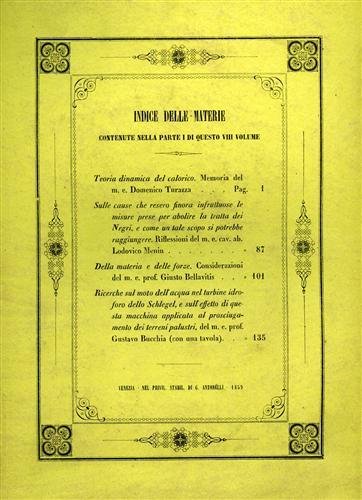 INDICE DELLE MATERIE
CONTENUTE NELLA PARTE I DI QUESTO VIII VOLUME
Teoria dinamica del calorico. Memoria del
m. e. Domenico Turazza . . . Pag. 1
Sulle cause che resero finora infruttuose le
misure prese per abolire la tratta dei
Negri, e come un tale scopo si potrebbe
raggiungere. Riflessioni del m. e. cav. ab.
Lodovico Menin . . . . . . . » 87
Della materia e delle forze. Considerazioni
del m. e. prof. Giusto Bellavitis . » 101
Ricerche sul moto dell'acqua nel turbine idro-
foro dello Schlegel, e sull'effetto di que-
sta macchina applicata al prosciuga-
mento dei terreni palustri, del m. e. prof.
Gustavo Bucchia (con una tavola). . » 135
VENEZIA - NEL PRIVIL. STABIL. DI G. ANTONELLI - 1859